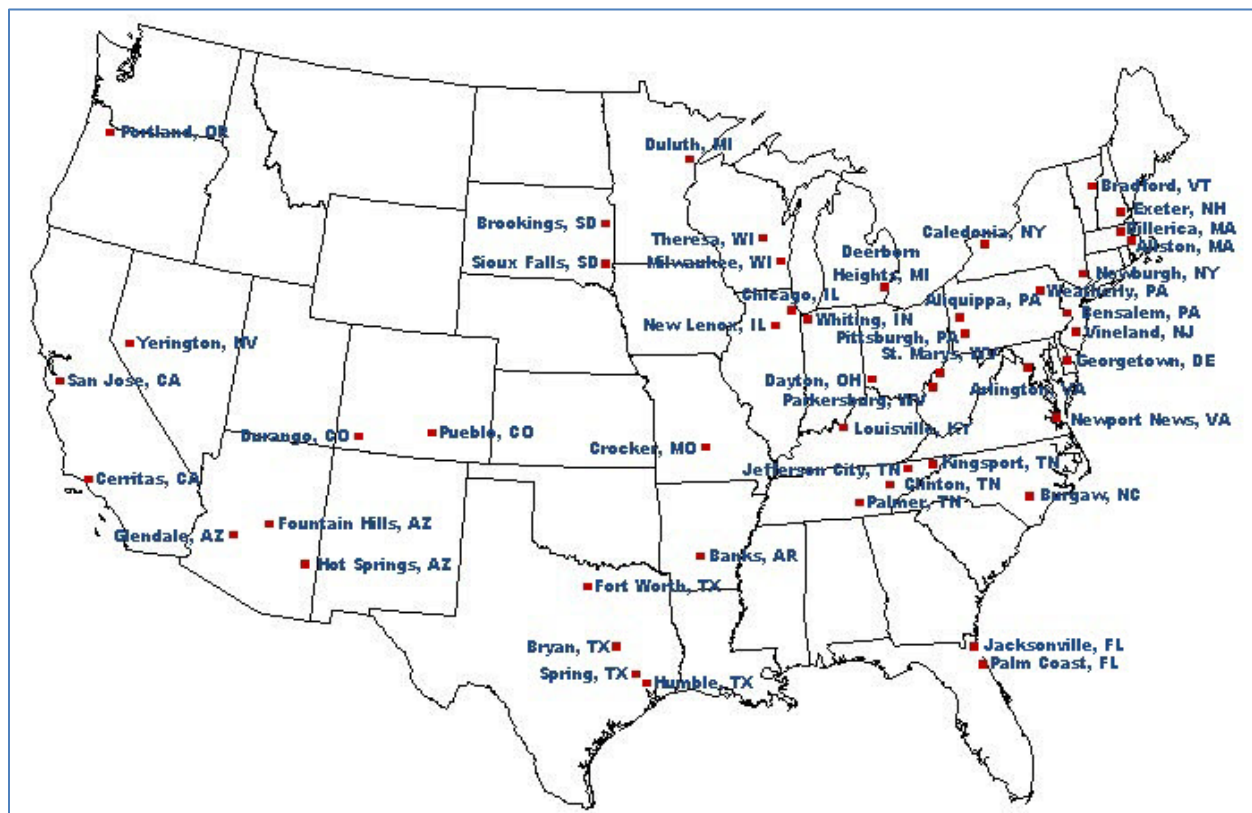 Portland, OR
Duluth, MI
Bradford, VT
Exeter, NH
Brookings, SD
Theresa, WI
Caledonia, NY
Billerica, MA
Allston, MA
Deerborn
Heights, MI
Sioux Falls, SD
Milwaukee, WI
Newburgh, NY
Chicago, IL
Aliquippa, PA
Weatherly, PA
New Lenox, IL
Whiting, IN
Pittsburgh, PA
Bensalem, PA
Vineland, NJ
Yerington, NV
St. Marys, WV
Georgetown, DE
San Jose, CA
Dayton, OH
Parkersburg, WV
Arlington, VA
Newport News, VA
Durango, CO
Pueblo, CO
Crocker, MO
Louisville, KY
Jefferson City, TN
Kingsport, TN
Cerritas, CA
Clinton, TN
Palmer, TN
Burgaw, NC
Glendale, AZ
Fountain Hills, AZ
Hot Springs, AZ
Banks, AR
Fort Worth, TX
Bryan, TX
Spring, TX
Humble, TX
Jacksonville, FL
Palm Coast, FL